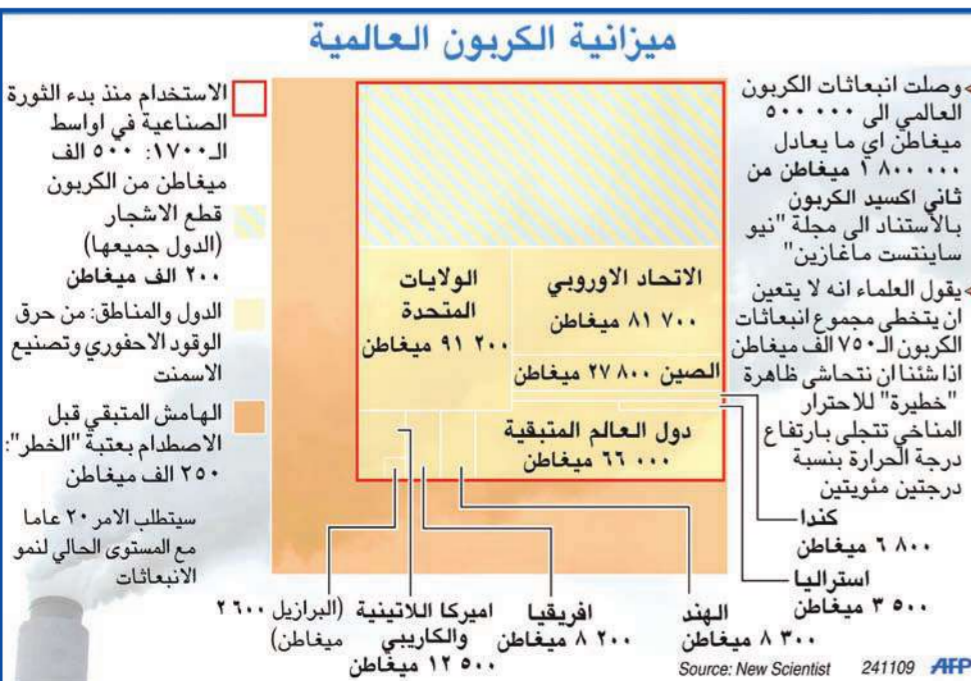 ميزانية الكربون العالمية
وصلت انبعاثات الكربون
العالمي الى ٥٠٠ ٠٠٠
ميغاطن اي ما يعادل
١ ٨٠٠ ٠٠٠ ميغاطن من
ثاني اكسيد الكربون
بالأستناد الى مجلة "نيو
ساينتست ماغازين"
يقول العلماء انه لا يتعين
ان يتخطى مجموع انبعاثات
الكربون الـ٧٥٠ الف ميغاطن
اذا شئنا ان نتحاشى ظاهرة
"خطيرة" للاحترار
المناخي تتجلى بارتفاع
درجة الحرارة بنسبة
درجتين مئويتين
كندا
٦ ٨٠٠ ميغاطن
استراليا
٣ ٥٠٠ ميغاطن
الاتحاد الاوروبي
٨١ ٧٠٠ ميغاطن
الولايات
المتحدة
٩١ ٢٠٠ ميغاطن
الصين ٢٧ ٨٠٠ ميغاطن
دول العالم المتبقية
٦٦ ٠٠٠ ميغاطن
الهند
٨ ٣٠٠ ميغاطن
افريقيا
٨ ٢٠٠ ميغاطن
اميركا اللاتينية
والكاريبي
١٢ ٥٠٠ ميغاطن
(البرازيل ٢ ٦٠٠
ميغاطن)
الاستخدام منذ بدء الثورة
الصناعية في اواسط
الـ١٧٠٠: ٥٠٠ الف
ميغاطن من الكربون
قطع الاشجار
(الدول جميعها)
٢٠٠ الف ميغاطن
الدول والمناطق: من حرق
الوقود الاحفوري وتصنيع
الاسمنت
الهامش المتبقي قبل
الاصطدام بعتبة "الخطر":
٢٥٠ الف ميغاطن
سيتطلب الامر ٢٠ عاما
مع المستوى الحالي لنمو
الانبعاثات
Source: New Scientist 241109 AFP